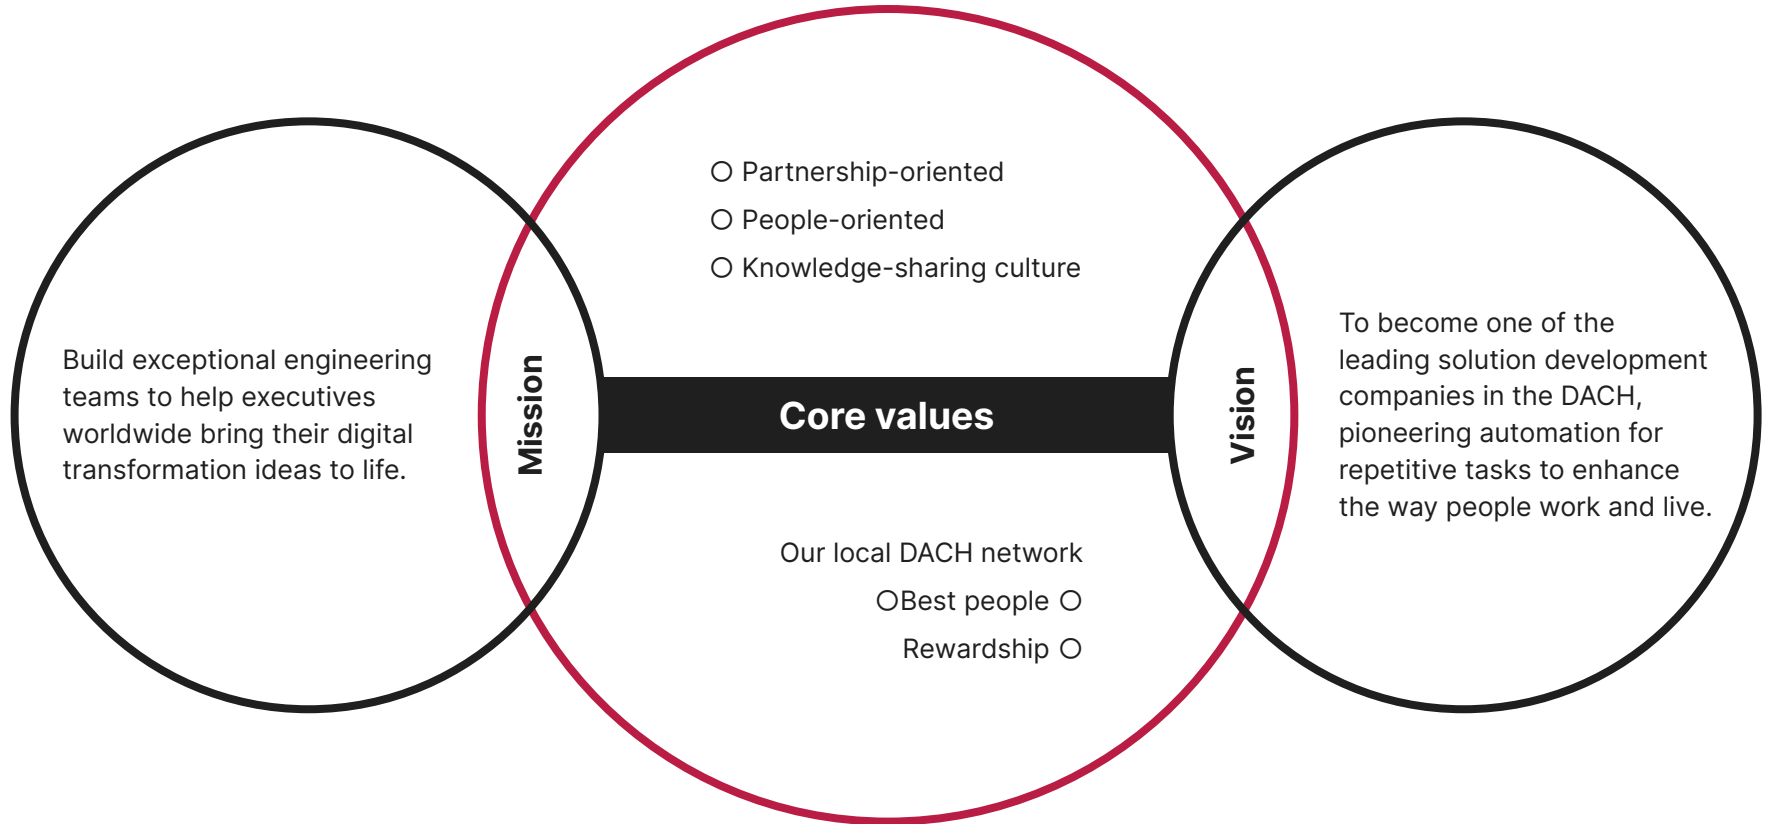 Build exceptional engineering
teams to help executives
worldwide bring their digital
transformation ideas to life.
Mission
Partnership-oriented
People-oriented
Knowledge-sharing culture
Core values
Our local DACH network
Best people
Rewardship
Vision
To become one of the
leading solution development
companies in the DACH,
pioneering automation for
repetitive tasks to enhance
the way people work and live.